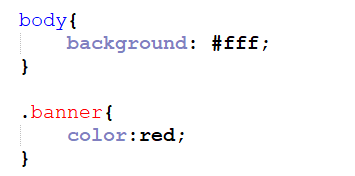 body{
    background: #fff;
}

.banner{
    color:red;
}